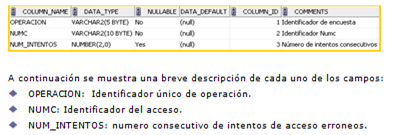 COLUMN_NAME DATA_TYPE NULLABLE DATA_DEFAULT COLUMN_ID COMMENTS
OPERACION VARCHAR2(5 BYTE) No (null) 1 Identificador de encuesta
NUMC VARCHAR2(10 BYTE) No (null) 2 Identificador Numc
NUM_INTENTOS NUMBER(2,0) Yes (null) 3 Número de intentos consecutivos
A continuación se muestra una breve descripción de cada uno de los campos:
OPERACION: Identificador único de operación.
NUMC: Identificador del acceso.
NUM_INTENTOS: numero consecutivo de intentos de acceso erroneos.